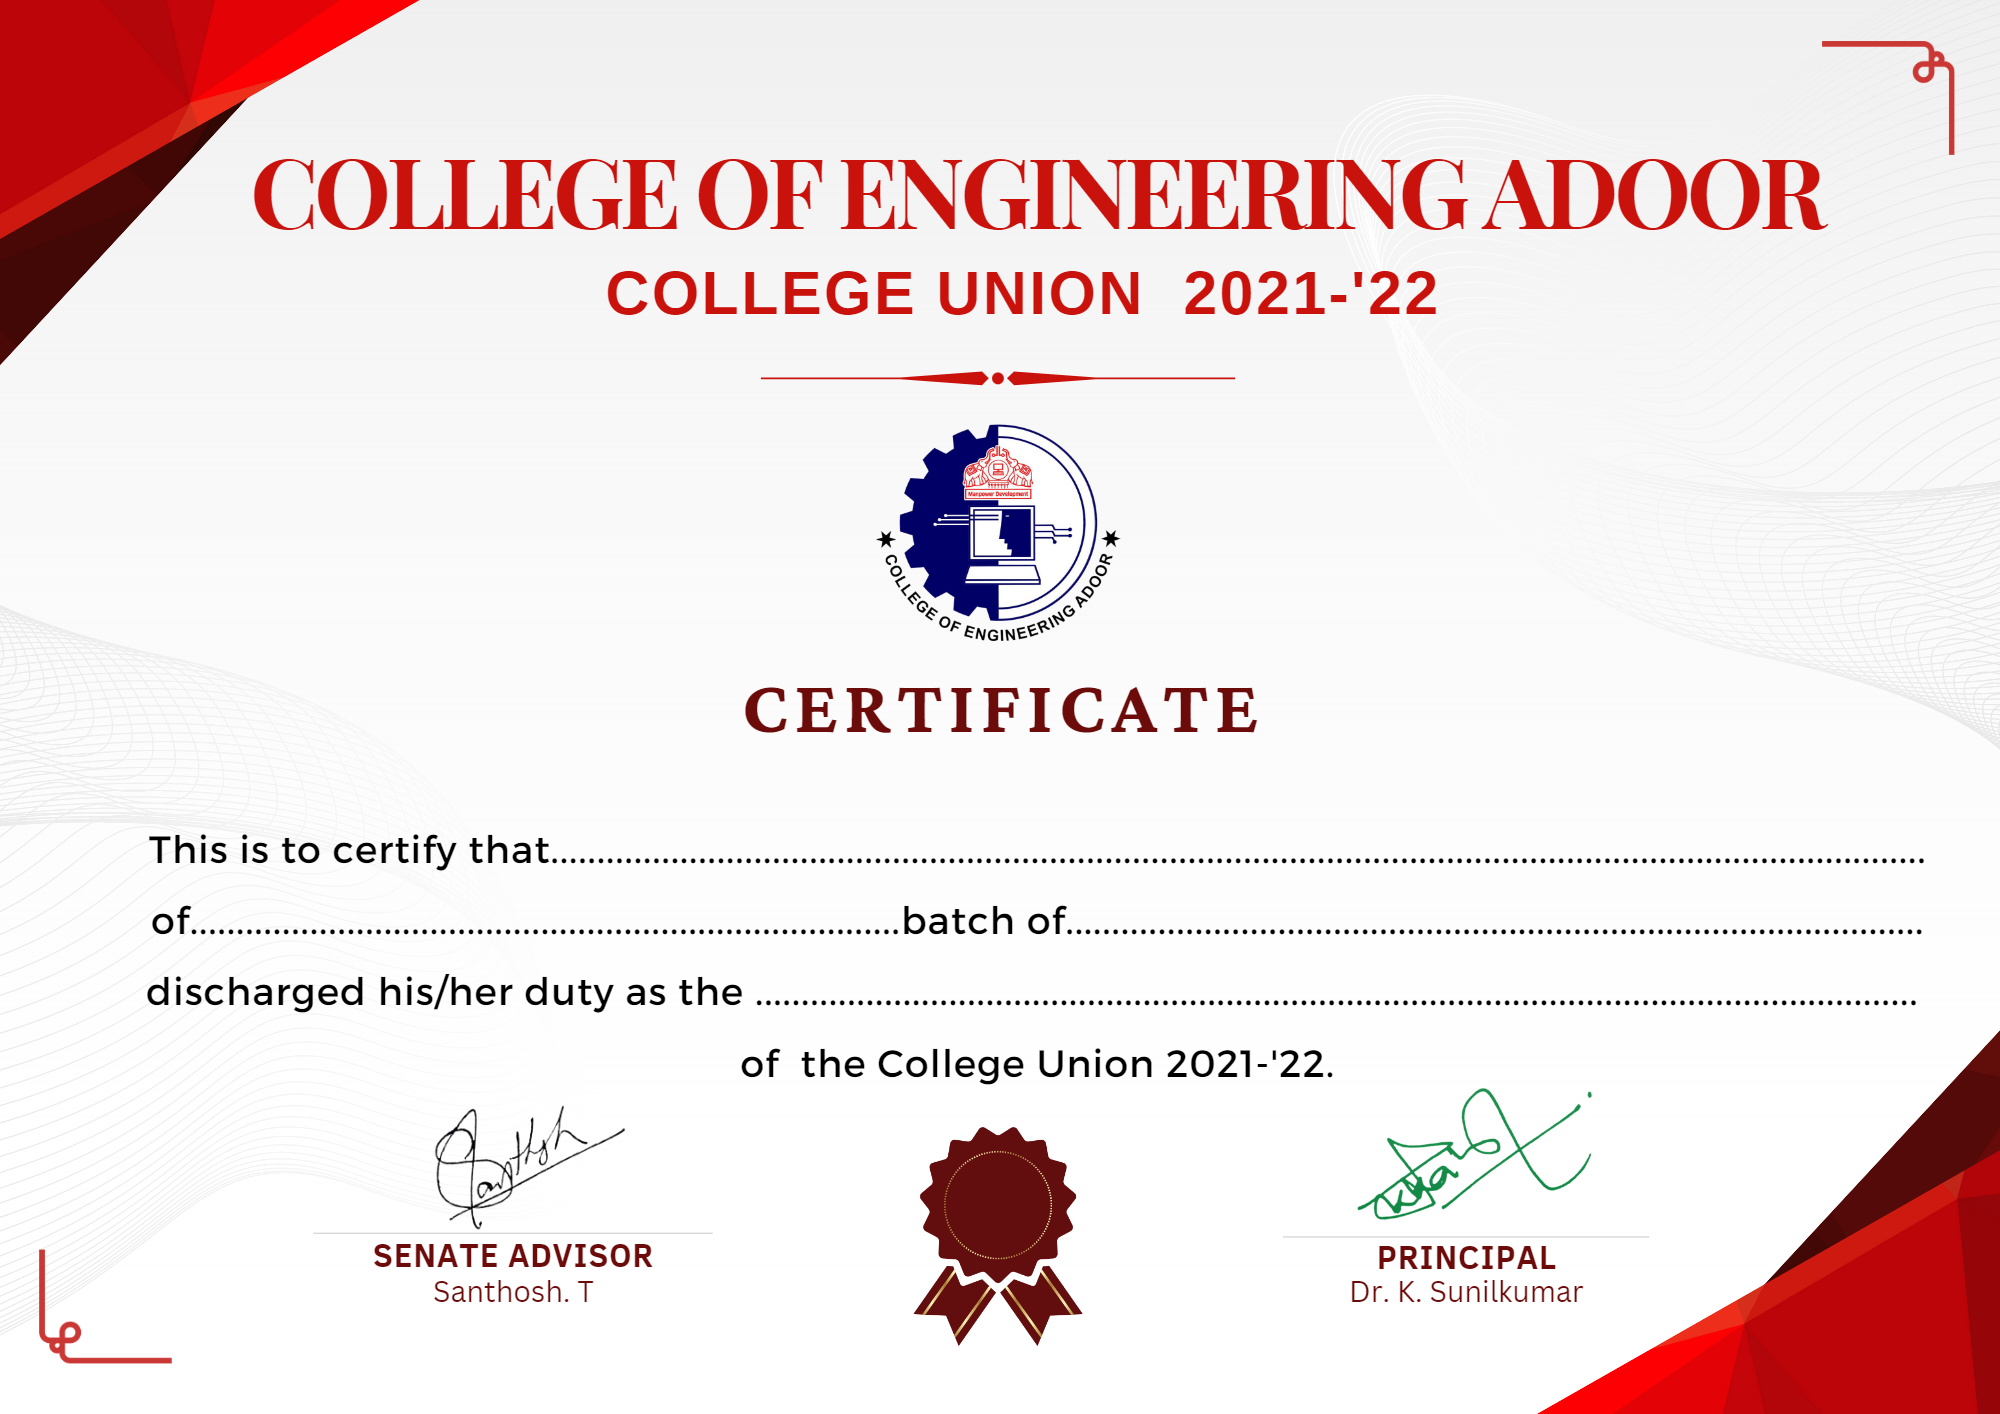 COLLEGE OF ENGINEERING ADOOR
COLLEGE UNION  2021-'22
Manpower Development
★ COLLEGE OF ENGINEERING ADOOR ★
CERTIFICATE
This is to certify that......................................................................................................................................................
of.............................................................................batch of.............................................................................................
discharged his/her duty as the ...............................................................................................................................
of  the College Union 2021-'22.
Santhosh
SENATE ADVISOR
Santhosh. T
PRINCIPAL
Dr. K. Sunilkumar